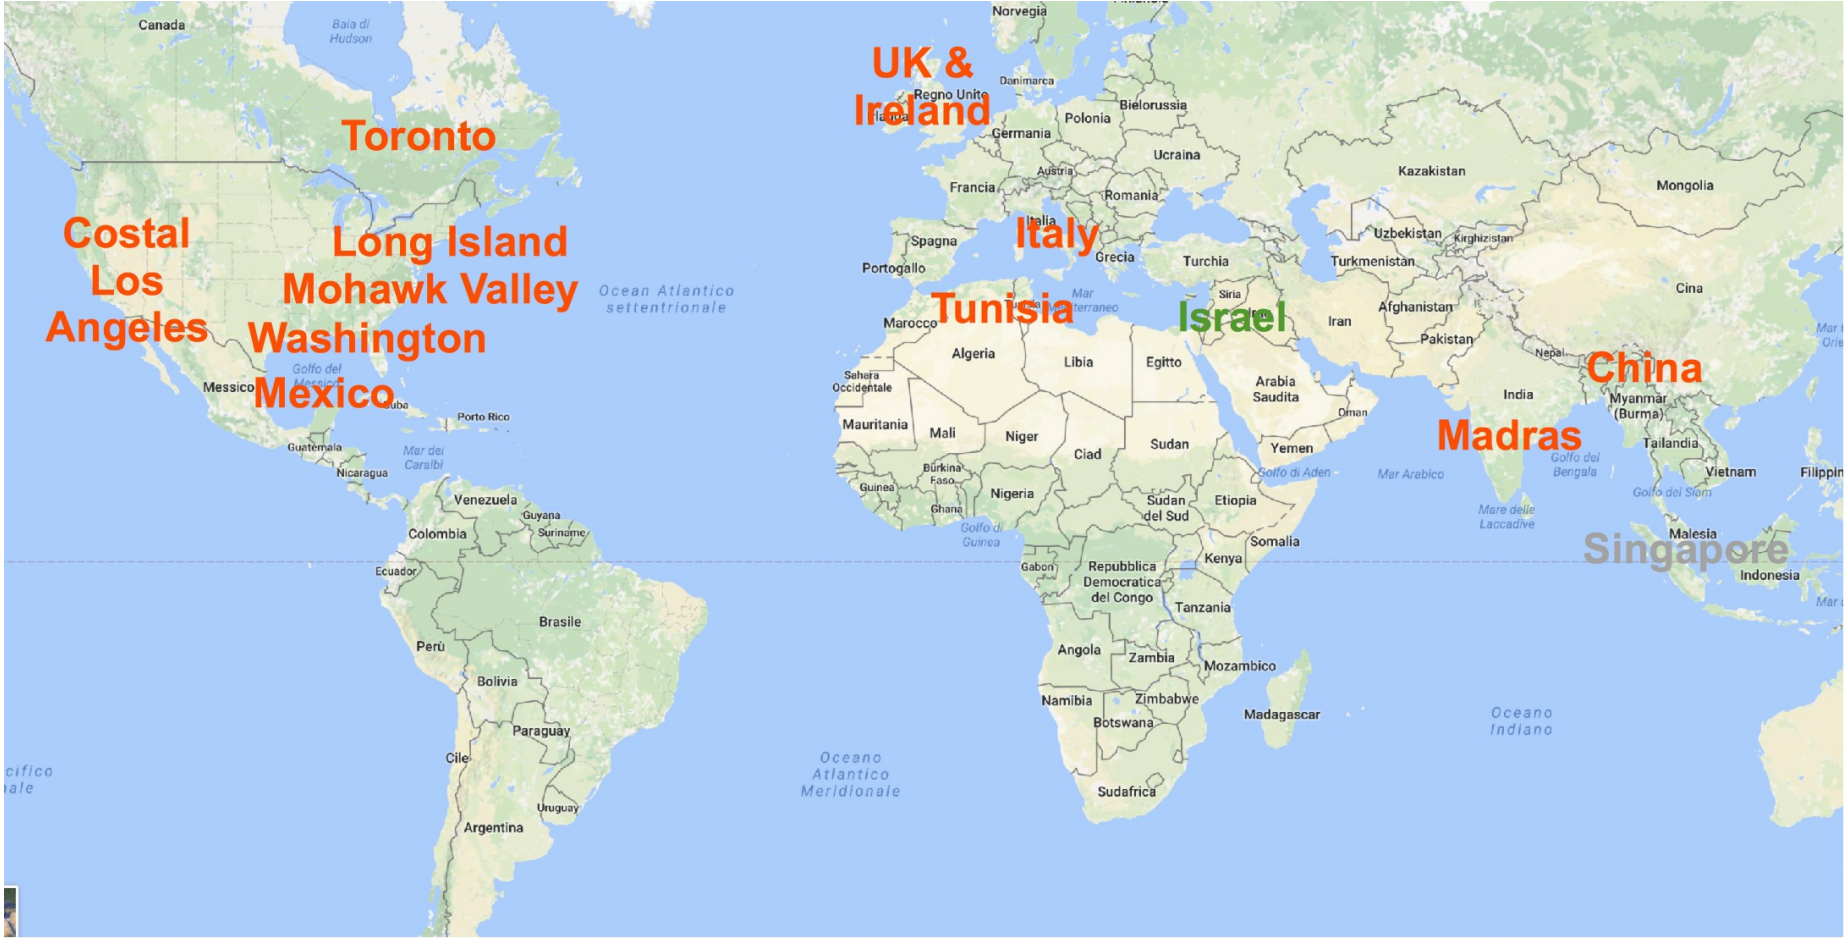 Canada
Baia di
Hudson
Norvegia
UK &
Ireland
Regno Unito
Danimarca
Bielorussia
Polonia
Germania
Toronto
Ucraina
Austria
Kazakistan
Francia
Romania
Mongolia
Costal
Los
Angeles
Long Island
Mohawk Valley
Washington
Mexico
Italia
Italy
Spagna
Grecia
Portogallo
Turchia
Uzbekistan
Kirghizistan
Turkmenistan
Cina
Ocean Atlantico
settentrionale
Mar
Mediterraneo
Tunisia
Siria
Israel
Iran
Afghanistan
Pakistan
Marocco
Algeria
Libia
Egitto
Nepal
China
Golfo del
Messico
Messico
Cuba
Porto Rico
Sahara
Occidentale
Arabia
Saudita
Oman
India
Myanmar
(Burma)
Mauritania
Mali
Niger
Ciad
Sudan
Yemen
Madras
Tailandia
Guatemala
Mar dei
Caraibi
Nicaragua
Burkina
Faso
Golfo di Aden
Mar Arabico
Golfo del
Bengala
Vietnam
Filippin
Venezuela
Guinea
Ghana
Nigeria
Sudan
del Sud
Etiopia
Golfo del Siam
Guyana
Suriname
Colombia
Golfo di
Guinea
Mare delle
Laccadive
Malesia
Singapore
Somalia
Kenya
Ecuador
Gabon
Repubblica
Democratica
del Congo
Indonesia
Tanzania
Brasile
Perù
Angola
Zambia
Mozambico
Bolivia
Namibia
Zimbabwe
Botswana
Madagascar
Oceano
Indiano
Paraguay
Cile
Oceano
Atlantico
Meridionale
cifico
ale
Sudafrica
Uruguay
Argentina